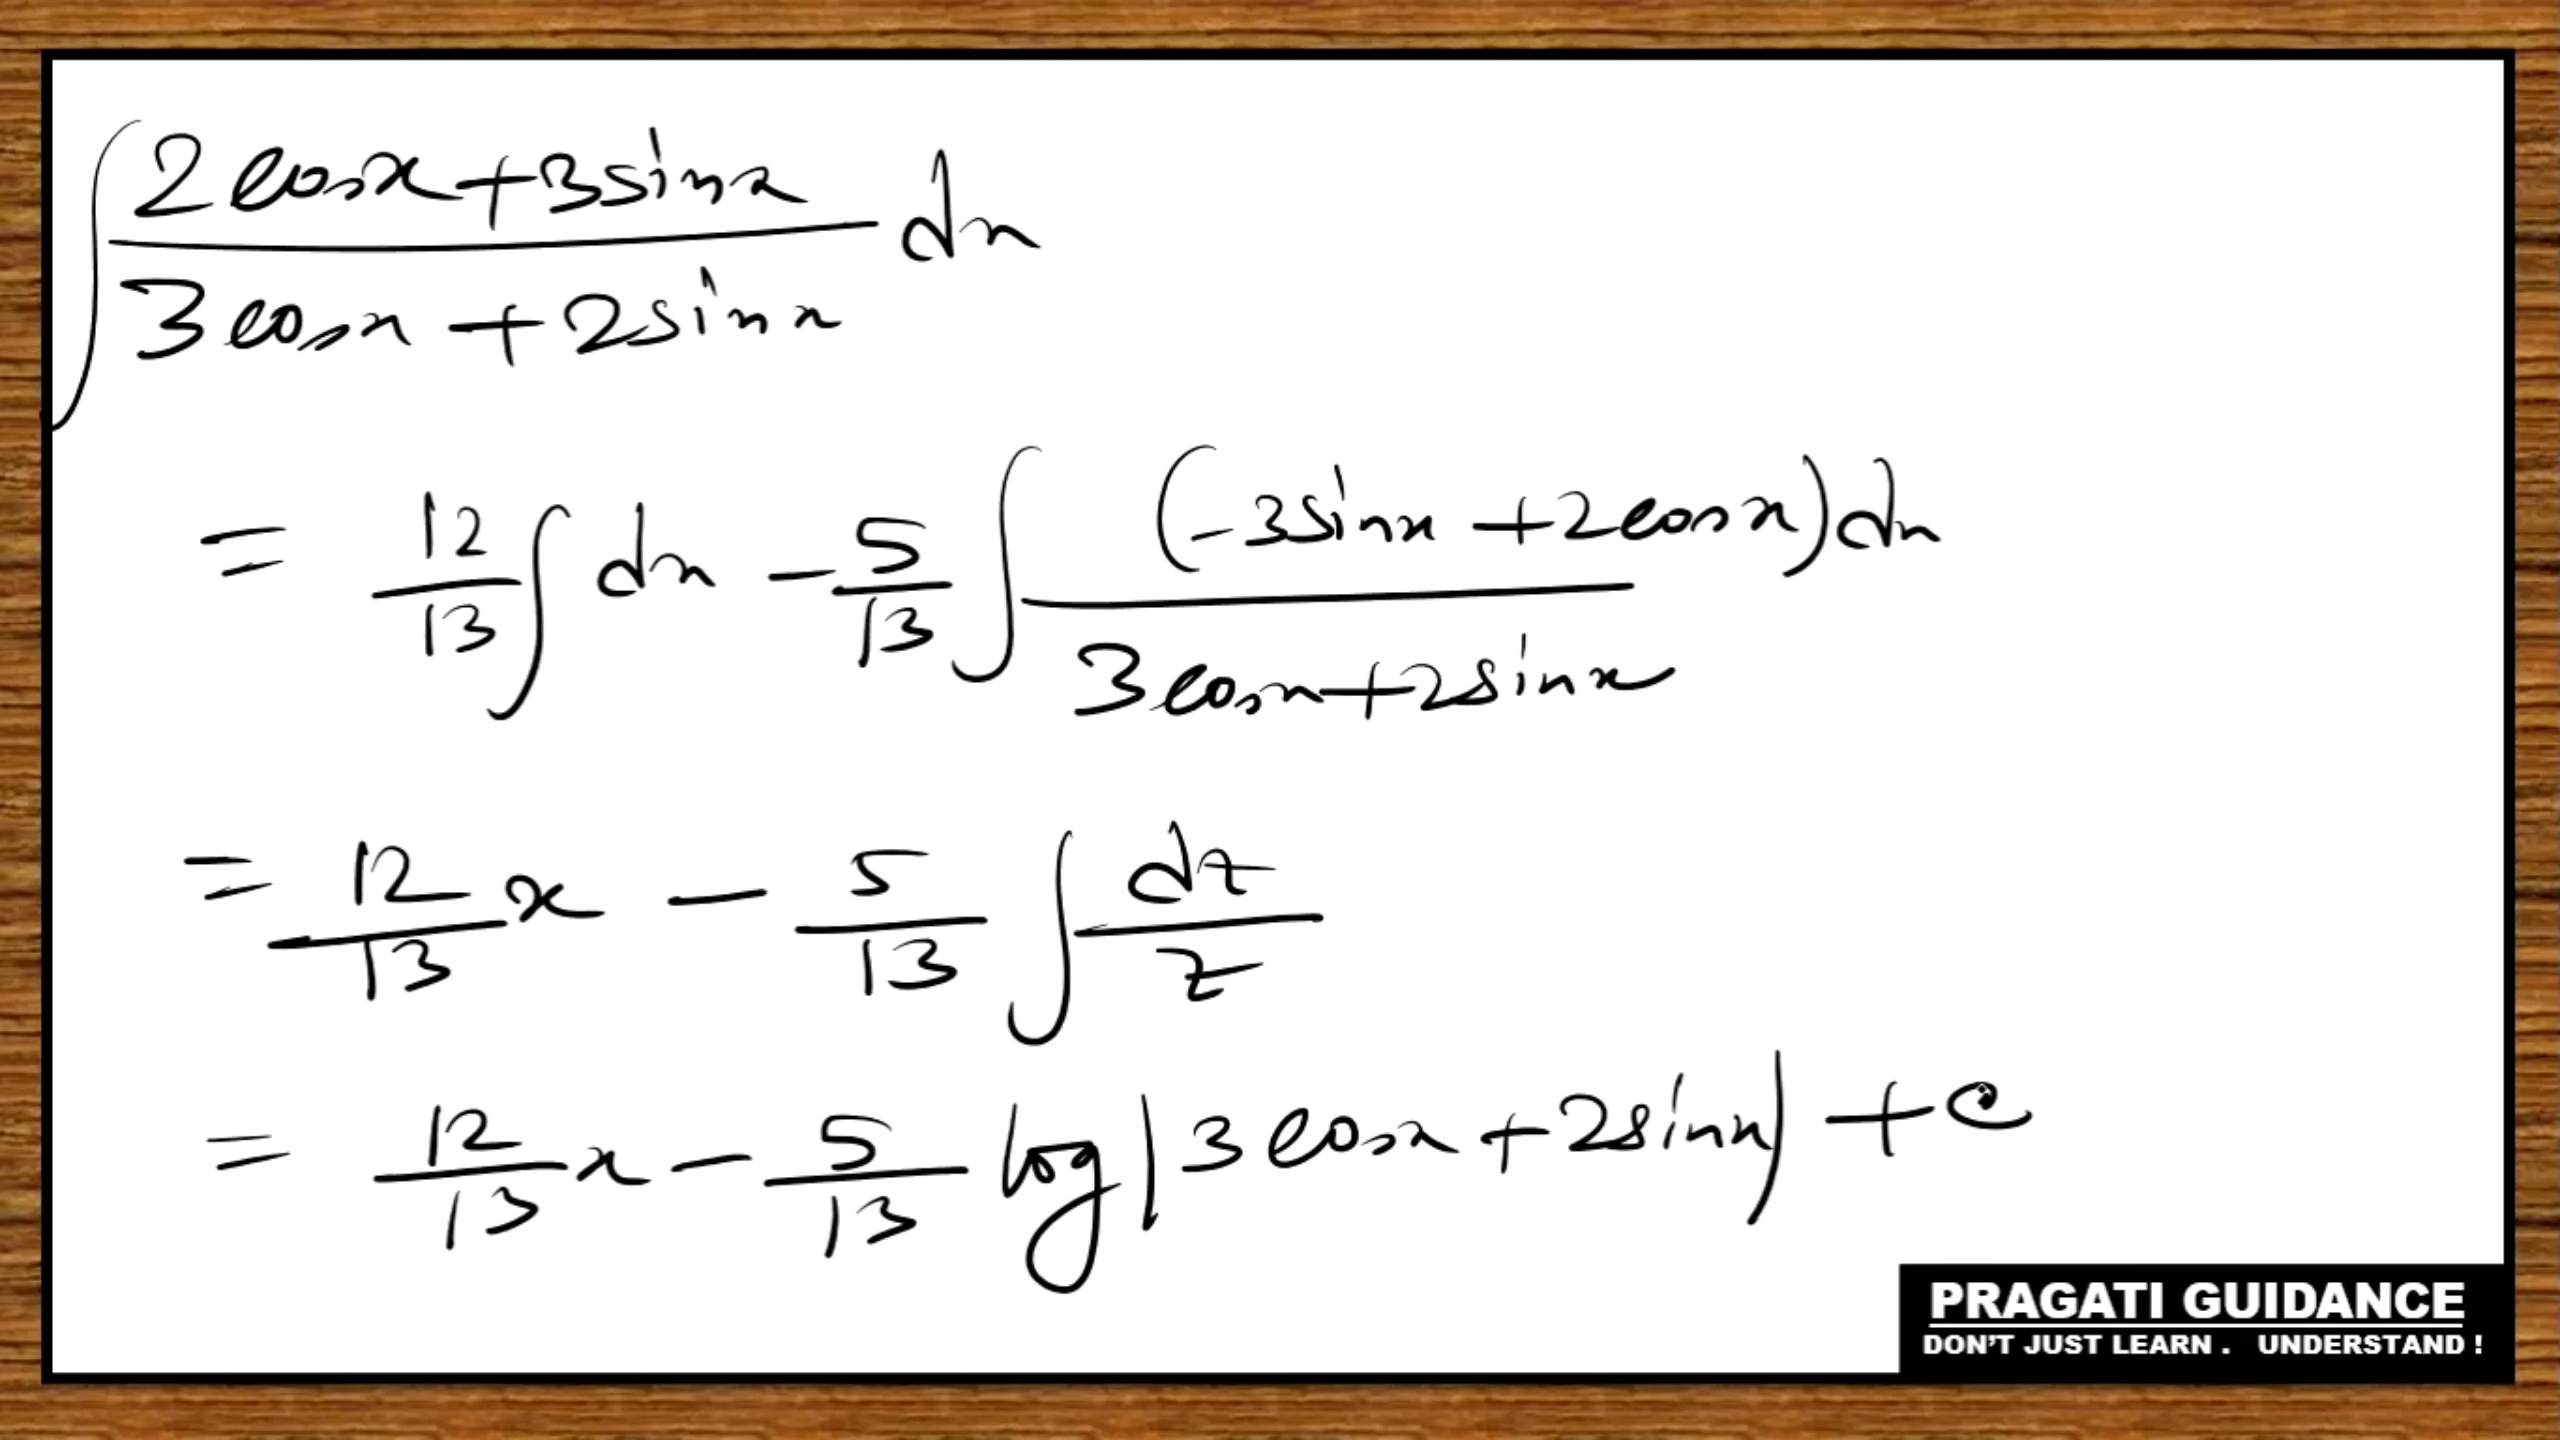 ∫ (2cosx + 3sinx) / (3cosx + 2sinx) dx
= 12/13 ∫ dx - 5/13 ∫ (-3sinx + 2cosx)dx / (3cosx + 2sinx)
= 12/13 x - 5/13 ∫ dz/z
= 12/13 x - 5/13 log|3cosx + 2sinx| + c
PRAGATI GUIDANCE
DON'T JUST LEARN . UNDERSTAND !